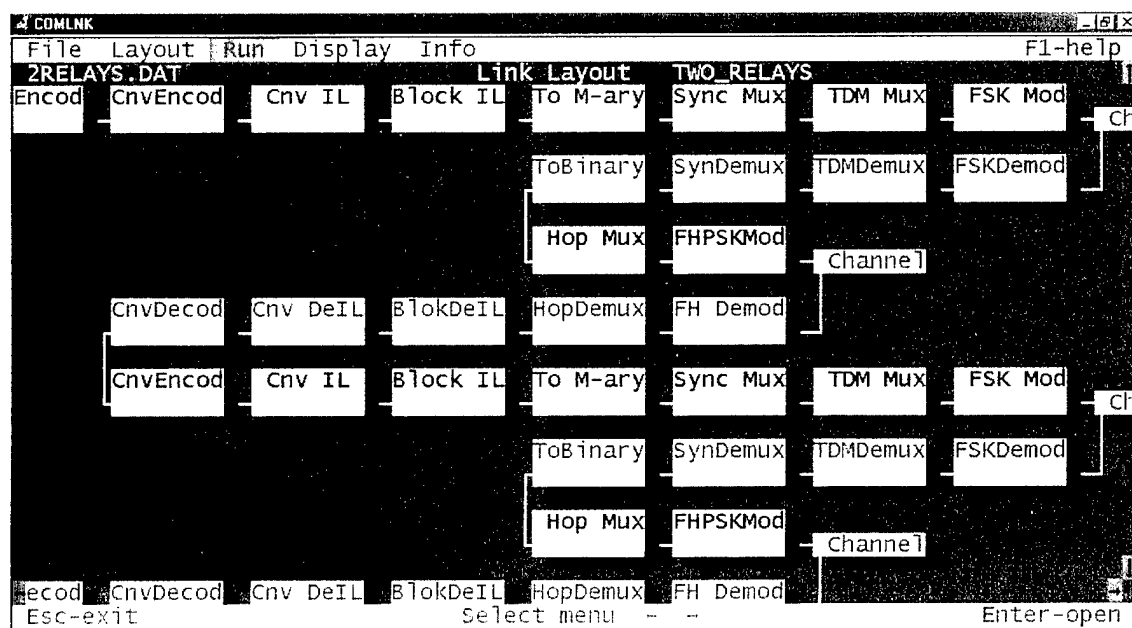 COMLNK
File Layout Run Display Info F1-help
2RELAYS.DAT Link Layout TWO_RELAYS
Encod CnvEncod Cnv IL Block IL To M-ary Sync Mux TDM Mux FSK Mod
Ch
ToBinary SynDemux TDMDemux FSKDemod
Hop Mux FHPSKMod
Channel
CnvDecod Cnv DeIL BlokDeIL HopDemux FH Demod
CnvEncod Cnv IL Block IL To M-ary Sync Mux TDM Mux FSK Mod
Ch
ToBinary SynDemux TDMDemux FSKDemod
Hop Mux FHPSKMod
Channel
ecod CnvDecod Cnv DeIL BlokDeIL HopDemux FH Demod
Esc-exit Select menu - - Enter-open